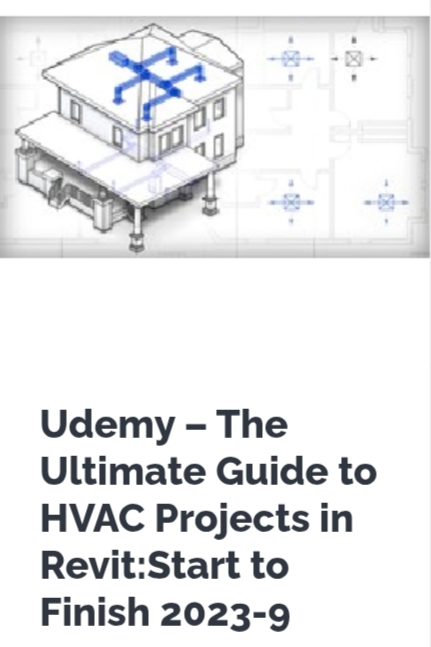 Udemy – The
Ultimate Guide to
HVAC Projects in
Revit:Start to
Finish 2023-9